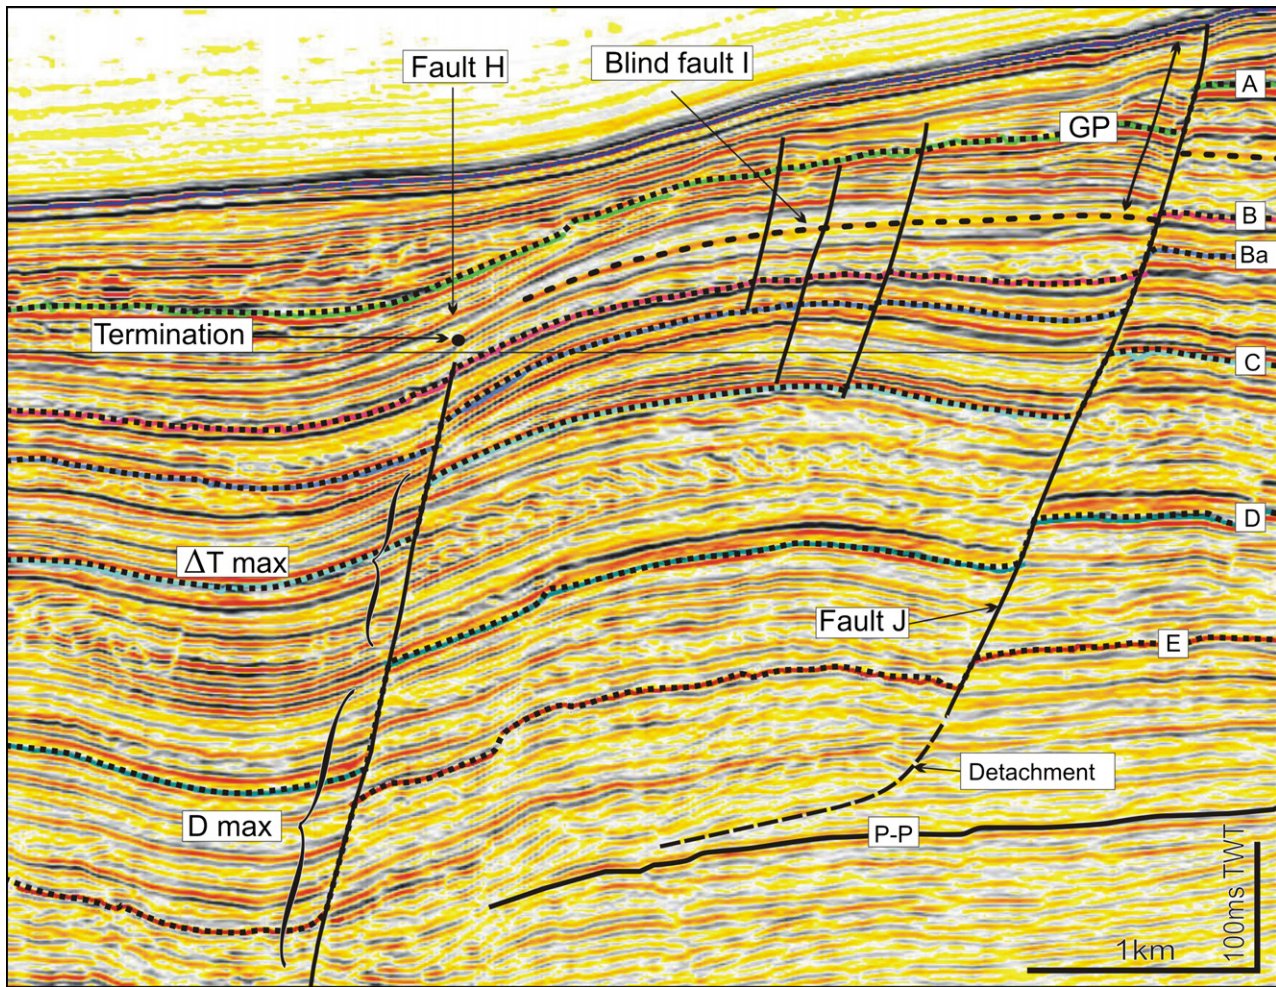 Fault H
Blind fault I
A
GP
B
Ba
Termination
C
ΔT max
D
Fault J
E
Detachment
D max
P-P
1km
100ms TWT